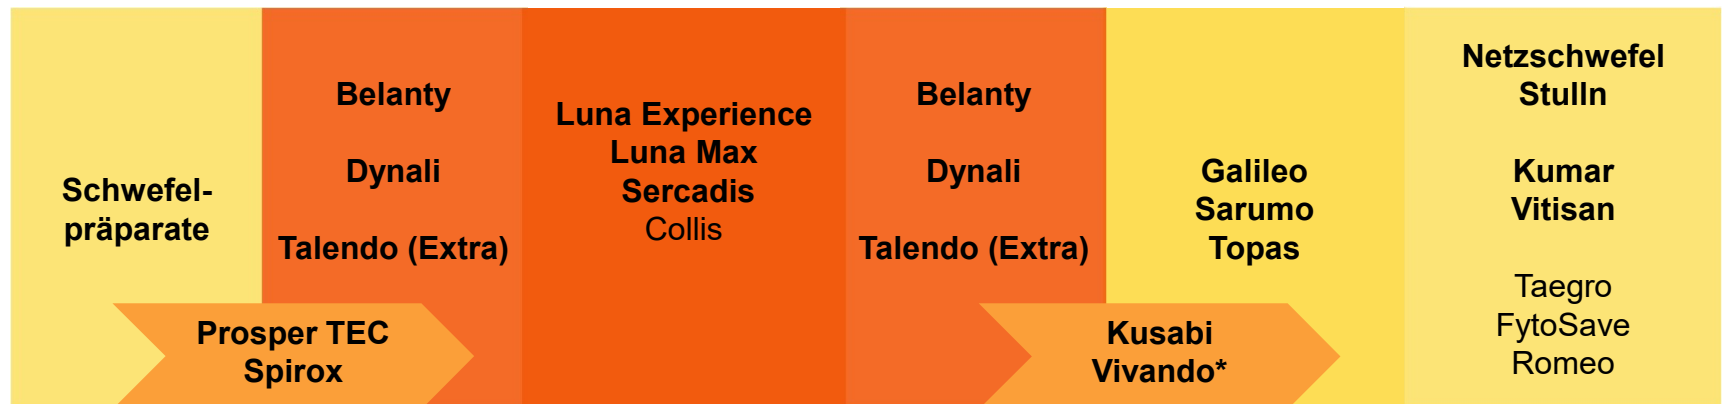 Schwefel-
präparate
Prosper TEC
Spirox
Belanty
Dynali
Talendo (Extra)
Luna Experience
Luna Max
Sercadis
Collis
Belanty
Dynali
Talendo (Extra)
Kusabi
Vivando*
Galileo
Sarumo
Topas
Netzschwefel
Stulln
Kumar
Vitisan
Taegro
FytoSave
Romeo